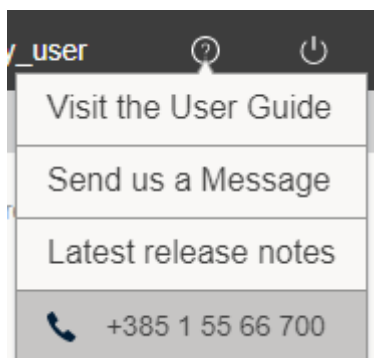 y_user
Visit the User Guide
Send us a Message
Latest release notes
+385 1 55 66 700